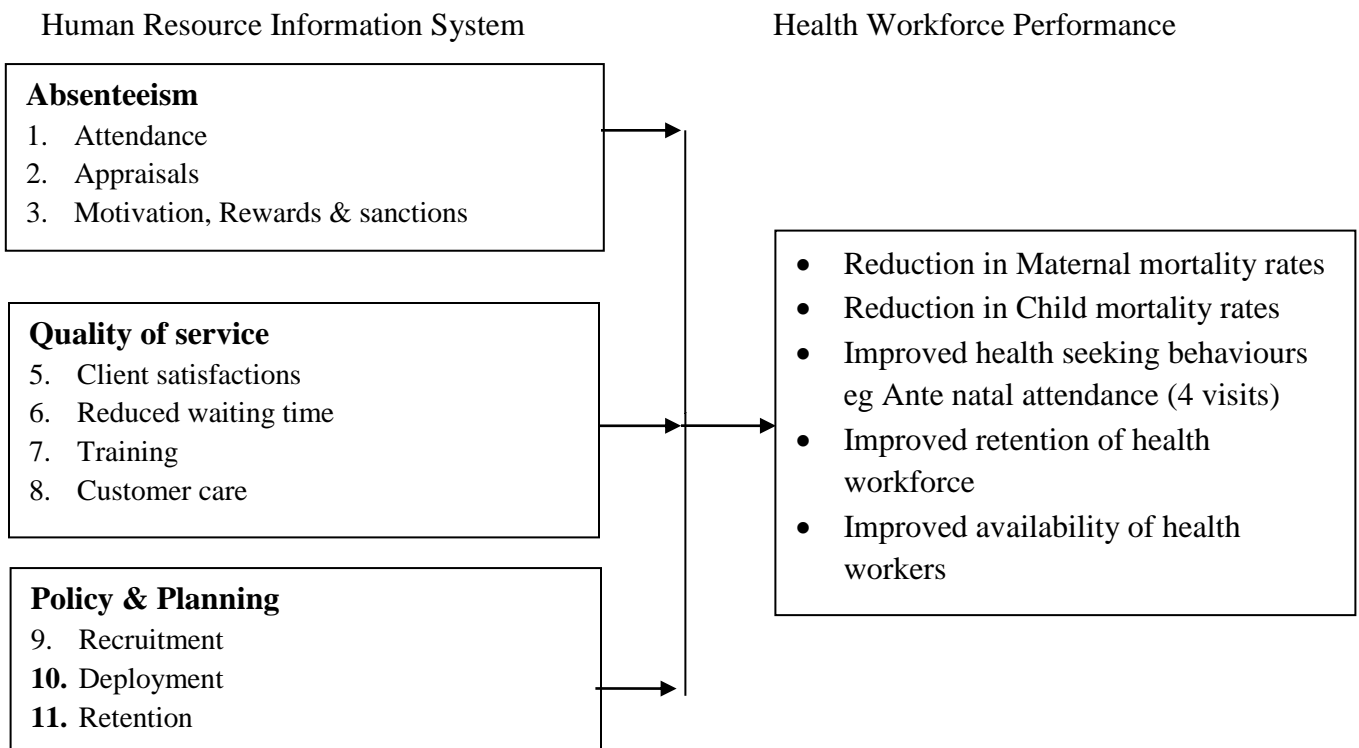 Human Resource Information System
Health Workforce Performance
Absenteeism
1. Attendance
2. Appraisals
3. Motivation, Rewards & sanctions
Quality of service
5. Client satisfactions
6. Reduced waiting time
7. Training
8. Customer care
Policy & Planning
9. Recruitment
10. Deployment
11. Retention
• Reduction in Maternal mortality rates
• Reduction in Child mortality rates
• Improved health seeking behaviours
eg Ante natal attendance (4 visits)
• Improved retention of health
workforce
• Improved availability of health
workers